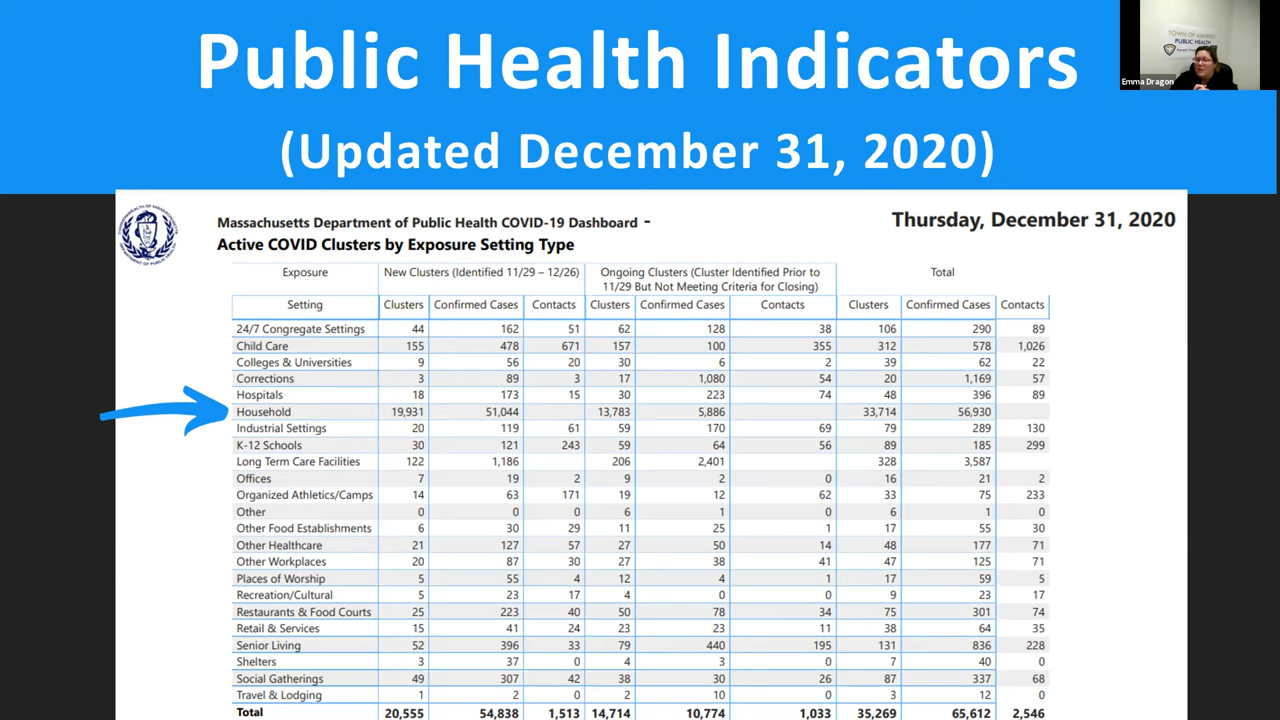 Public Health Indicators
(Updated December 31, 2020)
TOWN OF AMHERST
PUBLIC HEALTH
Emma Dragon
Massachusetts Department of Public Health COVID-19 Dashboard -
Active COVID Clusters by Exposure Setting Type
Thursday, December 31, 2020
Exposure New Clusters (Identified 11/29 – 12/26) Ongoing Clusters (Cluster Identified Prior to 11/29 But Not Meeting Criteria for Closing) Total
Setting Clusters Confirmed Cases Contacts Clusters Confirmed Cases Contacts Clusters Confirmed Cases Contacts
24/7 Congregate Settings 44 162 51 62 128 38 106 290 89
Child Care 155 478 671 157 100 355 312 578 1,026
Colleges & Universities 9 56 20 30 6 2 39 62 22
Corrections 3 89 3 17 1,080 54 20 1,169 57
Hospitals 18 173 15 30 223 74 48 396 89
Household 19,931 51,044 13,783 5,886 33,714 56,930
Industrial Settings 20 119 61 59 170 69 79 289 130
K-12 Schools 30 121 243 59 64 56 89 185 299
Long Term Care Facilities 122 1,186 206 2,401 328 3,587
Offices 7 19 2 9 2 0 16 21 2
Organized Athletics/Camps 14 63 171 19 12 62 33 75 233
Other 0 0 0 6 1 0 6 1 0
Other Food Establishments 6 30 29 11 25 1 17 55 30
Other Healthcare 21 127 57 27 50 14 48 177 71
Other Workplaces 20 87 30 27 38 41 47 125 71
Places of Worship 5 55 4 12 4 1 17 59 5
Recreation/Cultural 5 23 17 4 0 0 9 23 17
Restaurants & Food Courts 25 223 40 50 78 34 75 301 74
Retail & Services 15 41 24 23 23 11 38 64 35
Senior Living 52 396 33 79 440 195 131 836 228
Shelters 3 37 0 4 3 0 7 40 0
Social Gatherings 49 307 42 38 30 26 87 337 68
Travel & Lodging 1 2 0 2 10 0 3 12 0
Total 20,555 54,838 1,513 14,714 10,774 1,033 35,269 65,612 2,546